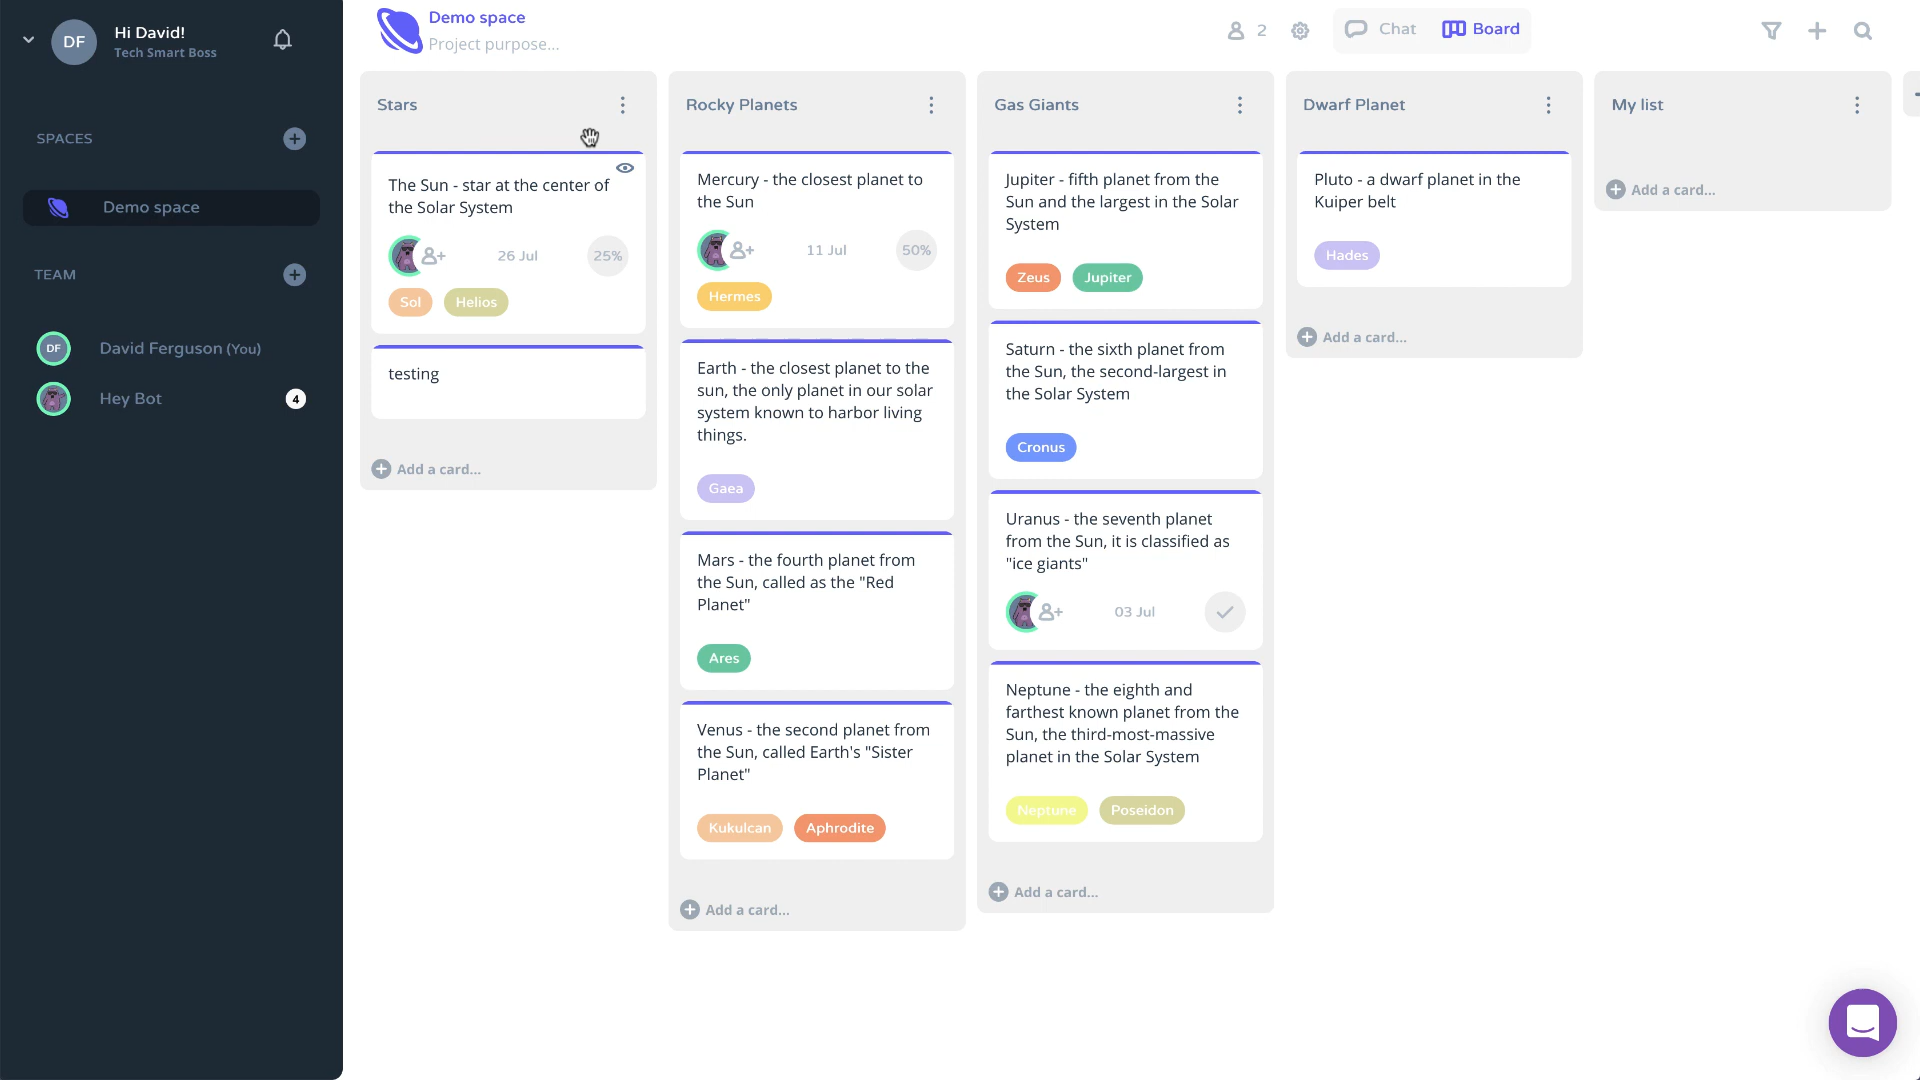 DF
Hi David!
Tech Smart Boss
SPACES
Demo space
TEAM
DF
David Ferguson (You)
Hey Bot
4
Demo space
Project purpose...
2
Chat
Board
Stars
The Sun - star at the center of
the Solar System
26 Jul
25%
Sol
Helios
testing
Add a card...
Rocky Planets
Mercury - the closest planet to
the Sun
11 Jul
50%
Hermes
Earth - the closest planet to the
sun, the only planet in our solar
system known to harbor living
things.
Gaea
Mars - the fourth planet from
the Sun, called as the "Red
Planet"
Ares
Venus - the second planet from
the Sun, called Earth's "Sister
Planet"
Kukulcan
Aphrodite
Add a card...
Gas Giants
Jupiter - fifth planet from the
Sun and the largest in the Solar
System
Zeus
Jupiter
Saturn - the sixth planet from
the Sun, the second-largest in
the Solar System
Cronus
Uranus - the seventh planet
from the Sun, it is classified as
"ice giants"
03 Jul
Neptune - the eighth and
farthest known planet from the
Sun, the third-most-massive
planet in the Solar System
Neptune
Poseidon
Add a card...
Dwarf Planet
Pluto - a dwarf planet in the
Kuiper belt
Hades
Add a card...
My list
Add a card...